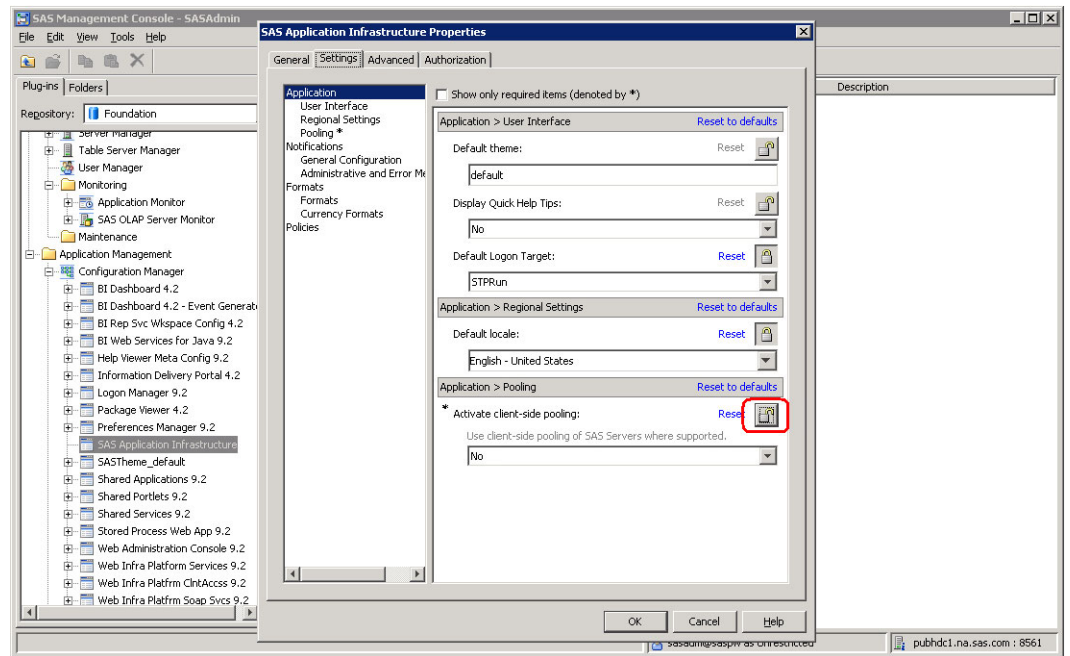 SAS Management Console - SASAdmin
File Edit View Tools Help
Plug-ins Folders
Repository: Foundation
Server Manager
Table Server Manager
User Manager
Monitoring
Application Monitor
SAS OLAP Server Monitor
Maintenance
Application Management
Configuration Manager
BI Dashboard 4.2
BI Dashboard 4.2 - Event Generat
BI Rep Svc Wkspace Config 4.2
BI Web Services for Java 9.2
Help Viewer Meta Config 9.2
Information Delivery Portal 4.2
Logon Manager 9.2
Package Viewer 4.2
Preferences Manager 9.2
SAS Application Infrastructure
SASTheme_default
Shared Applications 9.2
Shared Portlets 9.2
Shared Services 9.2
Stored Process Web App 9.2
Web Administration Console 9.2
Web Infra Platform Services 9.2
Web Infra Platfrm ClntAccss 9.2
Web Infra Platfrm Soap Svcs 9.2
SAS Application Infrastructure Properties
General Settings Advanced Authorization
Application
User Interface
Regional Settings
Pooling *
Notifications
General Configuration
Administrative and Error Me
Formats
Formats
Currency Formats
Policies
Show only required items (denoted by *)
Application > User Interface Reset to defaults
Default theme: Reset
default
Display Quick Help Tips: Reset
No
Default Logon Target: Reset
STPRun
Application > Regional Settings Reset to defaults
Default locale: Reset
English - United States
Application > Pooling Reset to defaults
* Activate client-side pooling: Reset
Use client-side pooling of SAS Servers where supported.
No
OK Cancel Help
Description
sasadm@saspw as Unrestricted
pubhdc1.na.sas.com : 8561